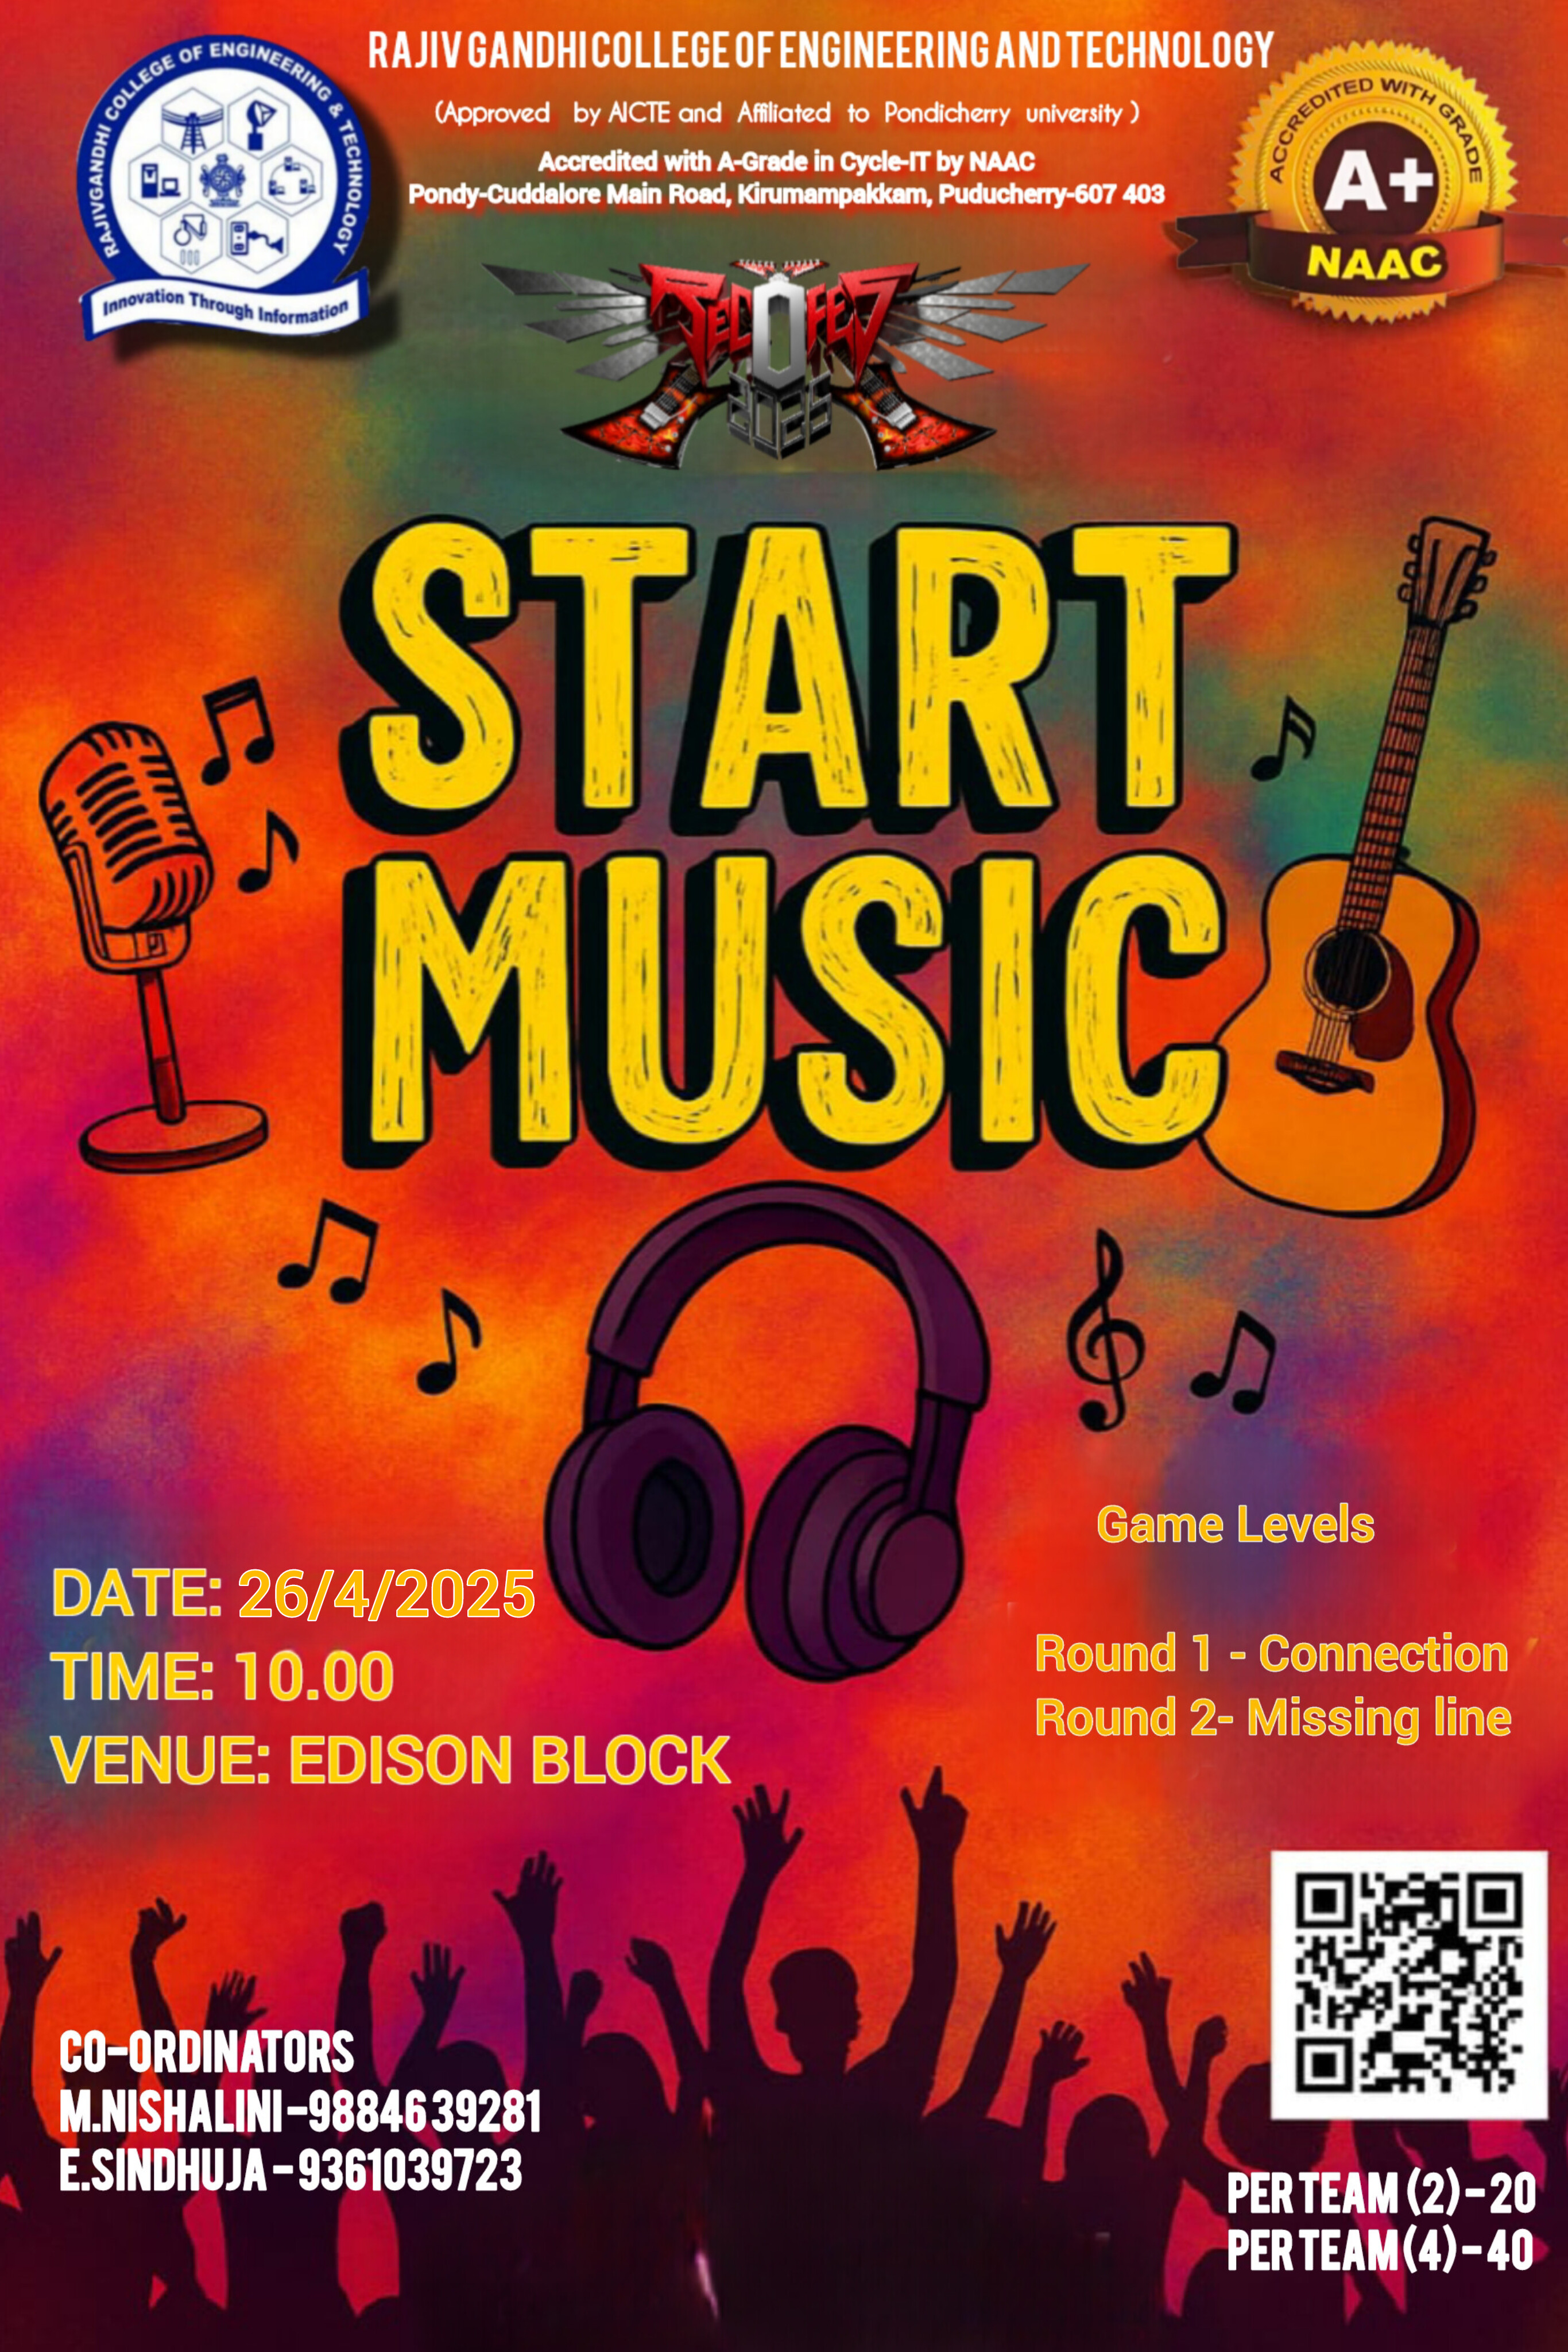 RAJIV GANDHI COLLEGE OF ENGINEERING AND TECHNOLOGY
(Approved by AICTE and Affiliated to Pondicherry university )
Accredited with A-Grade in Cycle-IT by NAAC
Pondy-Cuddalore Main Road, Kirumampakkam, Puducherry-607 403
RAJIVGANDHI COLLEGE OF ENGINEERING & TECHNOLOGY
Innovation Through Information
ACCREDITED WITH GRADE
A+
NAAC
2025
START
MUSIC
Game Levels
DATE: 26/4/2025
TIME: 10.00
VENUE: EDISON BLOCK
Round 1 - Connection
Round 2- Missing line
CO-ORDINATORS
M.NISHALINI-9884639281
E.SINDHUJA-9361039723
PER TEAM (2)-20
PER TEAM (4)-40